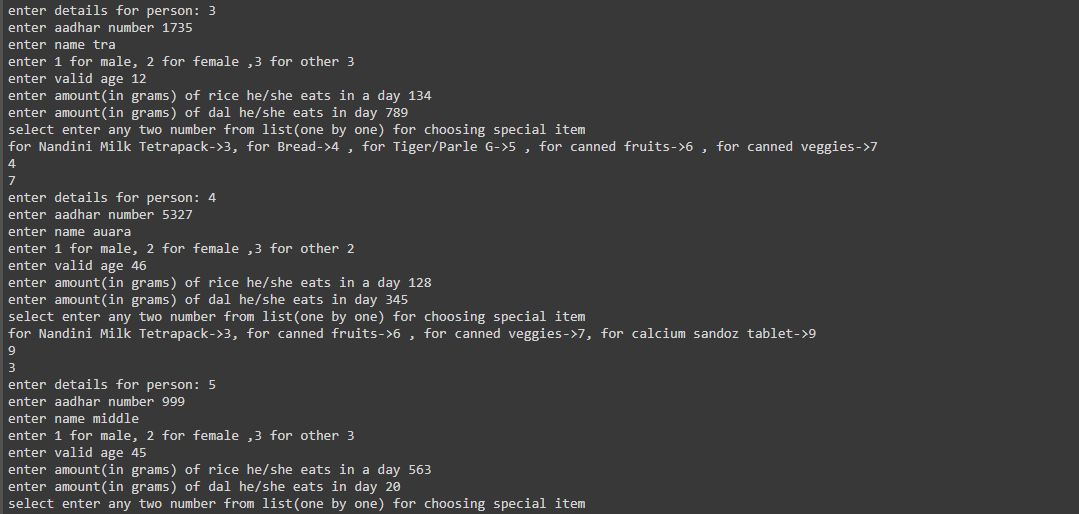 enter details for person: 3
enter aadhar number 1735
enter name tra
enter 1 for male, 2 for female ,3 for other 3
enter valid age 12
enter amount(in grams) of rice he/she eats in a day 134
enter amount(in grams) of dal he/she eats in day 789
select enter any two number from list(one by one) for choosing special item
for Nandini Milk Tetrapack->3, for Bread->4 , for Tiger/Parle G->5 , for canned fruits->6 , for canned veggies->7
4
7
enter details for person: 4
enter aadhar number 5327
enter name auara
enter 1 for male, 2 for female ,3 for other 2
enter valid age 46
enter amount(in grams) of rice he/she eats in a day 128
enter amount(in grams) of dal he/she eats in day 345
select enter any two number from list(one by one) for choosing special item
for Nandini Milk Tetrapack->3, for canned fruits->6 , for canned veggies->7, for calcium sandoz tablet->9
9
3
enter details for person: 5
enter aadhar number 999
enter name middle
enter 1 for male, 2 for female ,3 for other 3
enter valid age 45
enter amount(in grams) of rice he/she eats in a day 563
enter amount(in grams) of dal he/she eats in day 20
select enter any two number from list(one by one) for choosing special item